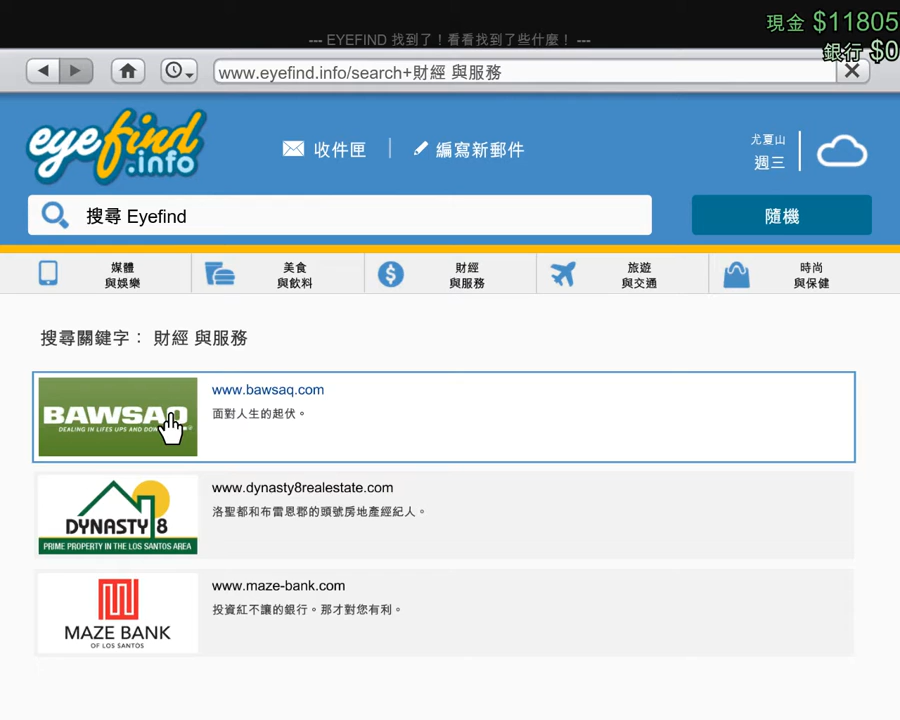 現金 $11805
--- EYEFIND 找到了！看看找到了些什麼！ ---
銀行 $0
www.eyefind.info/search+財經 與服務
eyefind
.info
收件匣
編寫新郵件
尤夏山
週三
搜尋 Eyefind
隨機
媒體
與娛樂
美食
與飲料
財經
與服務
旅遊
與交通
時尚
與保健
搜尋關鍵字： 財經 與服務
BAWSAQ
DEALING IN LIFES UPS AND
www.bawsaq.com
面對人生的起伏。
DYNASTY 8
PRIME PROPERTY IN THE LOS SANTOS AREA
www.dynasty8realestate.com
洛聖都和布雷恩郡的頭號房地產經紀人。
MAZE BANK
OF LOS SANTOS
www.maze-bank.com
投資紅不讓的銀行。那才對您有利。